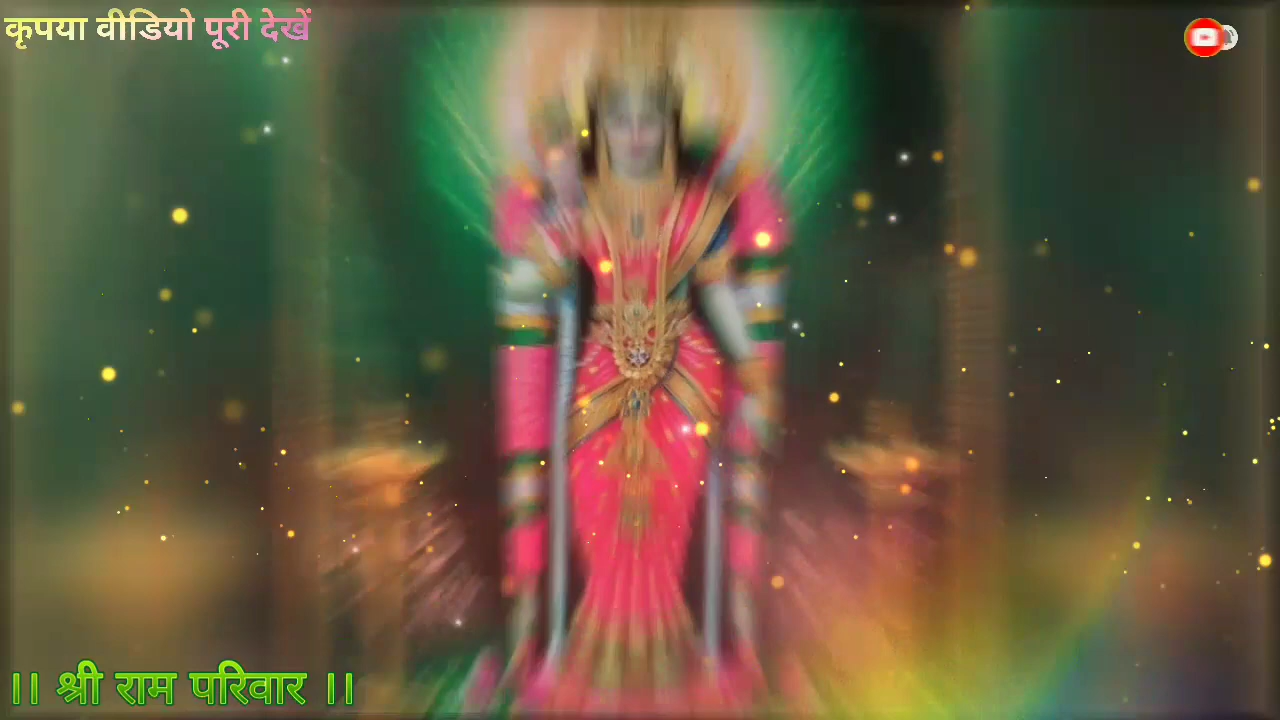 कृपया वीडियो पूरी देखें
।। श्री राम परिवार ।।